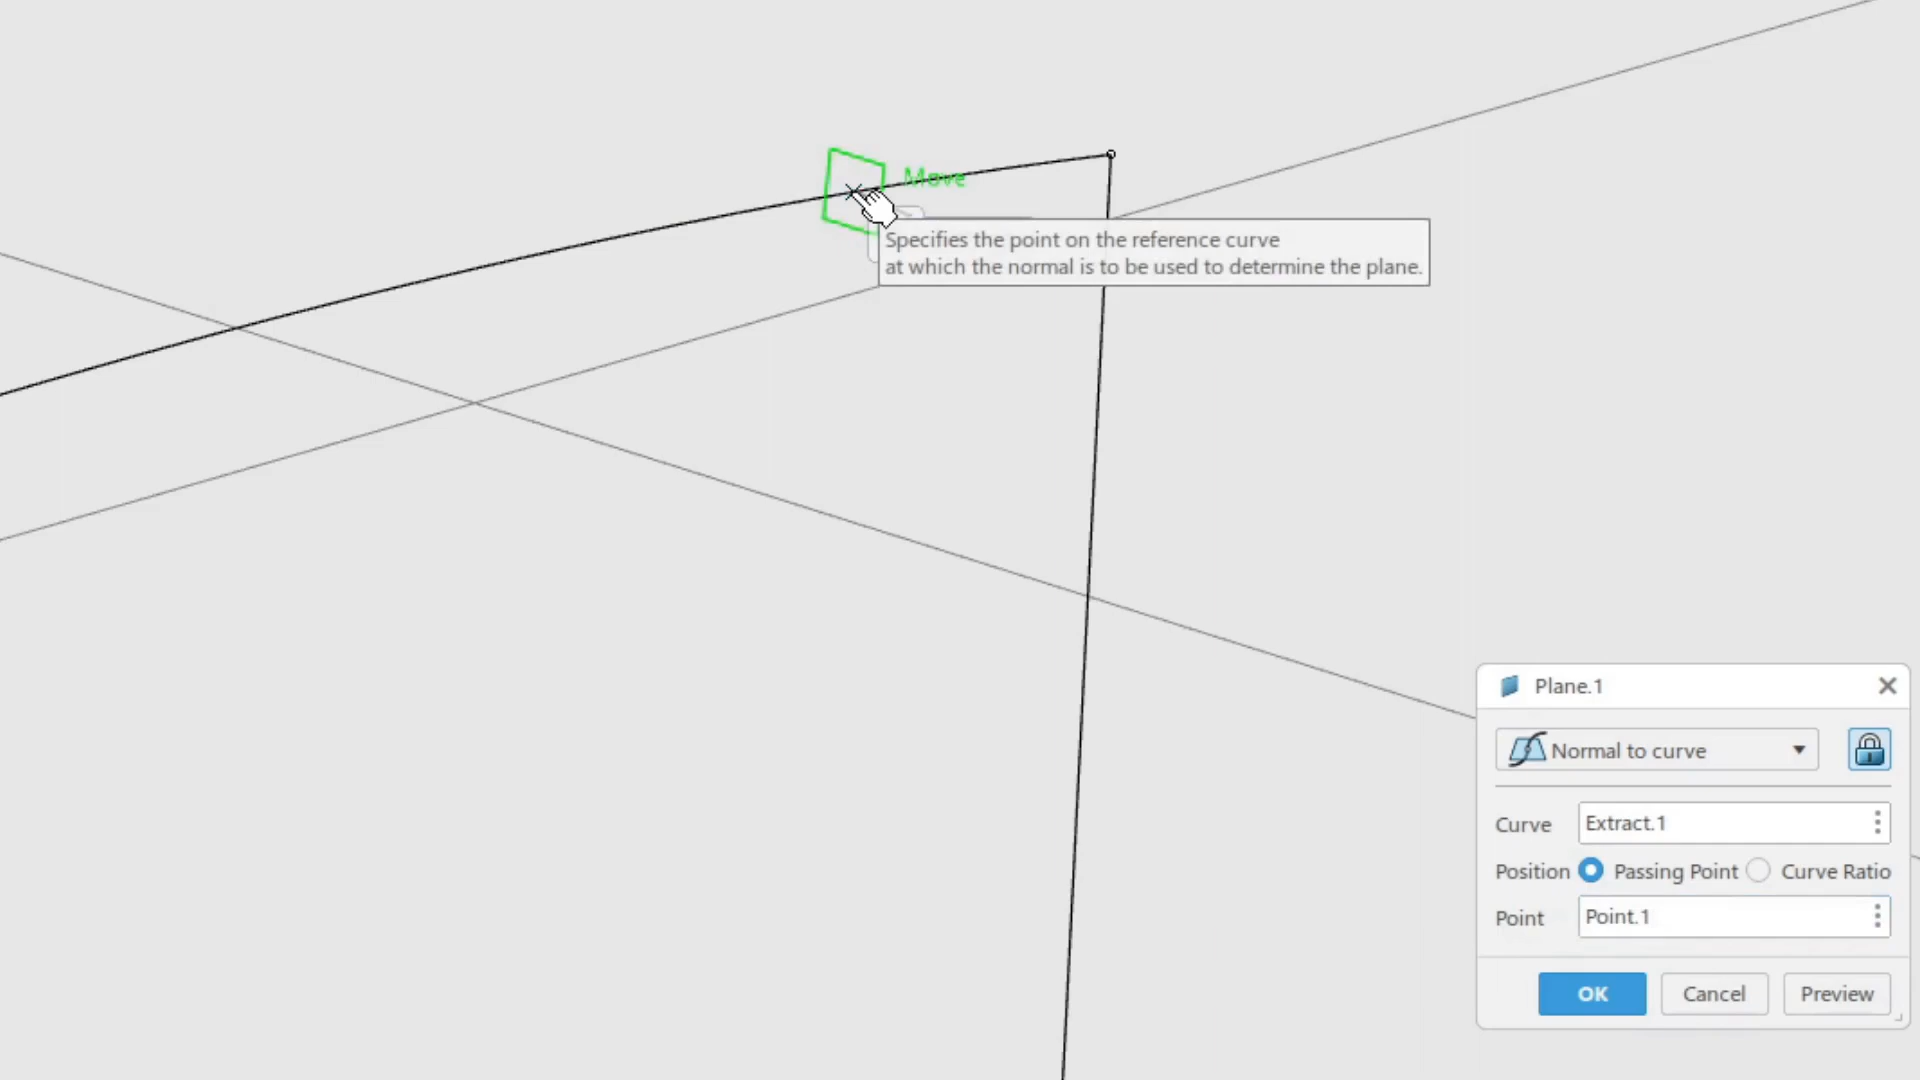 Move
Specifies the point on the reference curve
at which the normal is to be used to determine the plane.
Plane.1
Normal to curve
Curve Extract.1
Position Passing Point Curve Ratio
Point Point.1
OK Cancel Preview